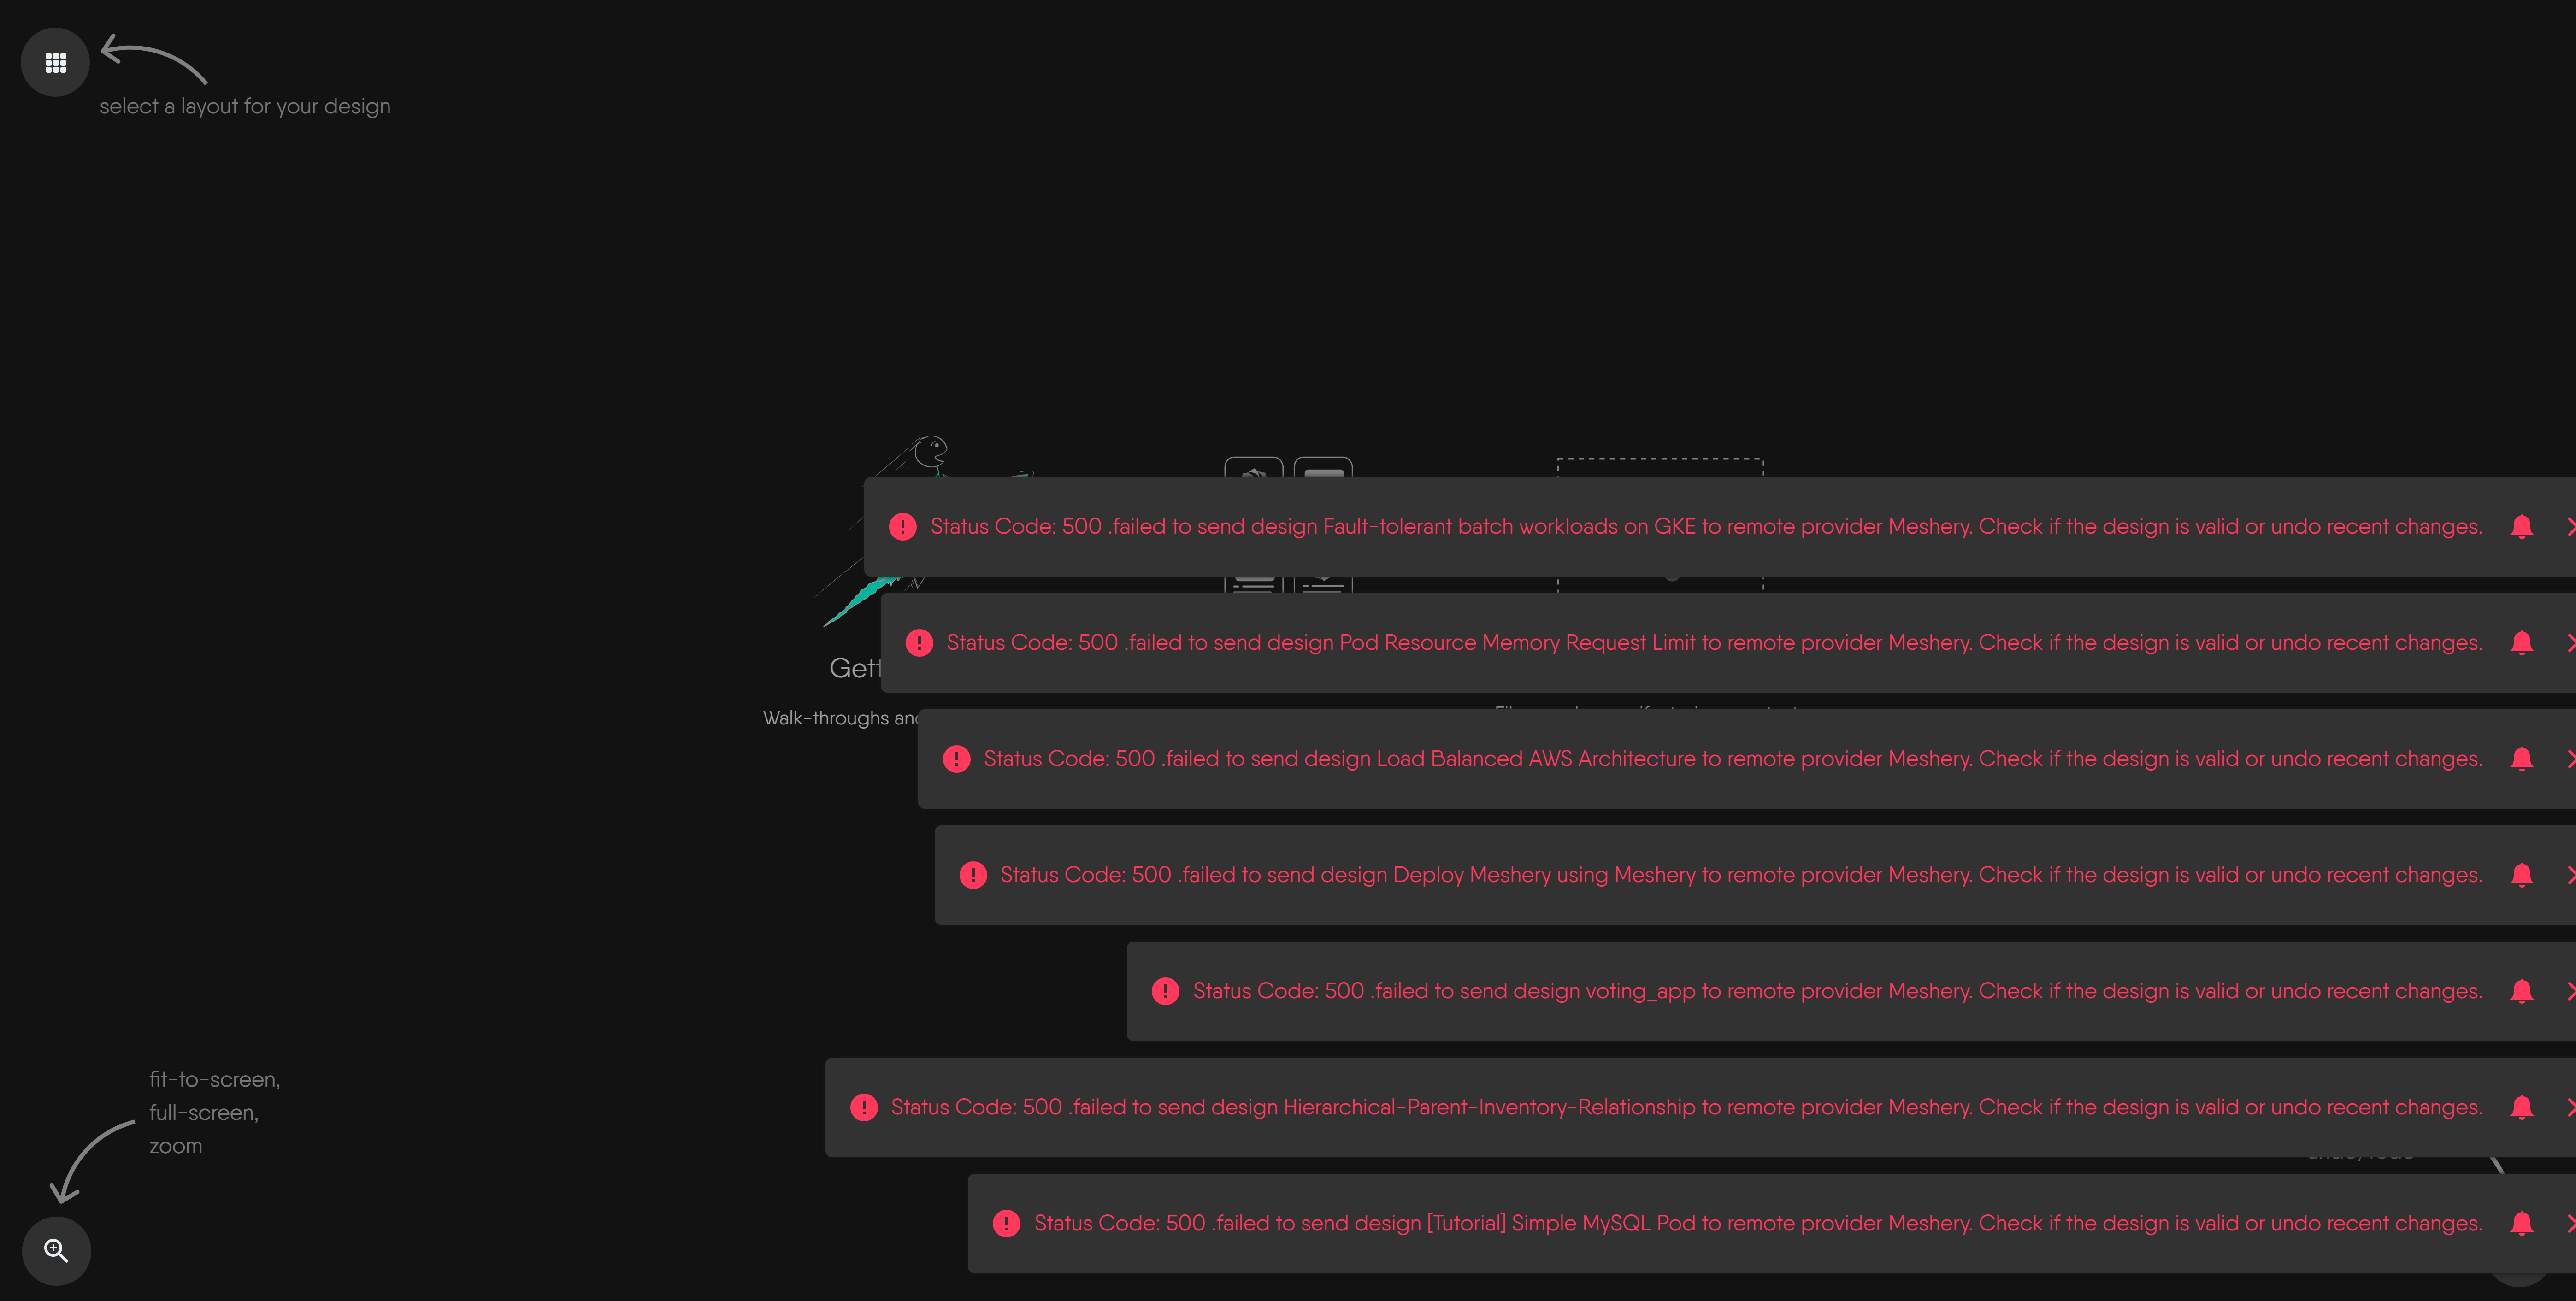 select a layout for your design
Status Code: 500 .failed to send design Fault-tolerant batch workloads on GKE to remote provider Meshery. Check if the design is valid or undo recent changes.
Status Code: 500 .failed to send design Pod Resource Memory Request Limit to remote provider Meshery. Check if the design is valid or undo recent changes.
Walk-throughs
Status Code: 500 .failed to send design Load Balanced AWS Architecture to remote provider Meshery. Check if the design is valid or undo recent changes.
Status Code: 500 .failed to send design Deploy Meshery using Meshery to remote provider Meshery. Check if the design is valid or undo recent changes.
Status Code: 500 .failed to send design voting_app to remote provider Meshery. Check if the design is valid or undo recent changes.
fit-to-screen,
full-screen,
zoom
Status Code: 500 .failed to send design Hierarchical-Parent-Inventory-Relationship to remote provider Meshery. Check if the design is valid or undo recent changes.
Status Code: 500 .failed to send design [Tutorial] Simple MySQL Pod to remote provider Meshery. Check if the design is valid or undo recent changes.